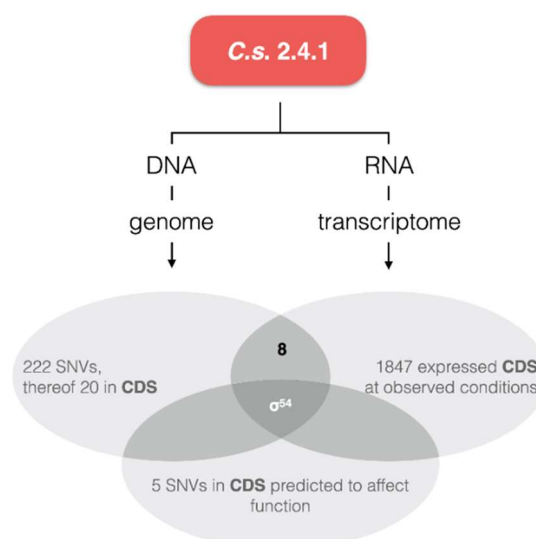 C.s. 2.4.1
DNA
RNA
genome
transcriptome
8
222 SNVs,
thereof 20 in CDS
1847 expressed CDS
at observed conditions
σ⁵⁴
5 SNVs in CDS predicted to affect
function